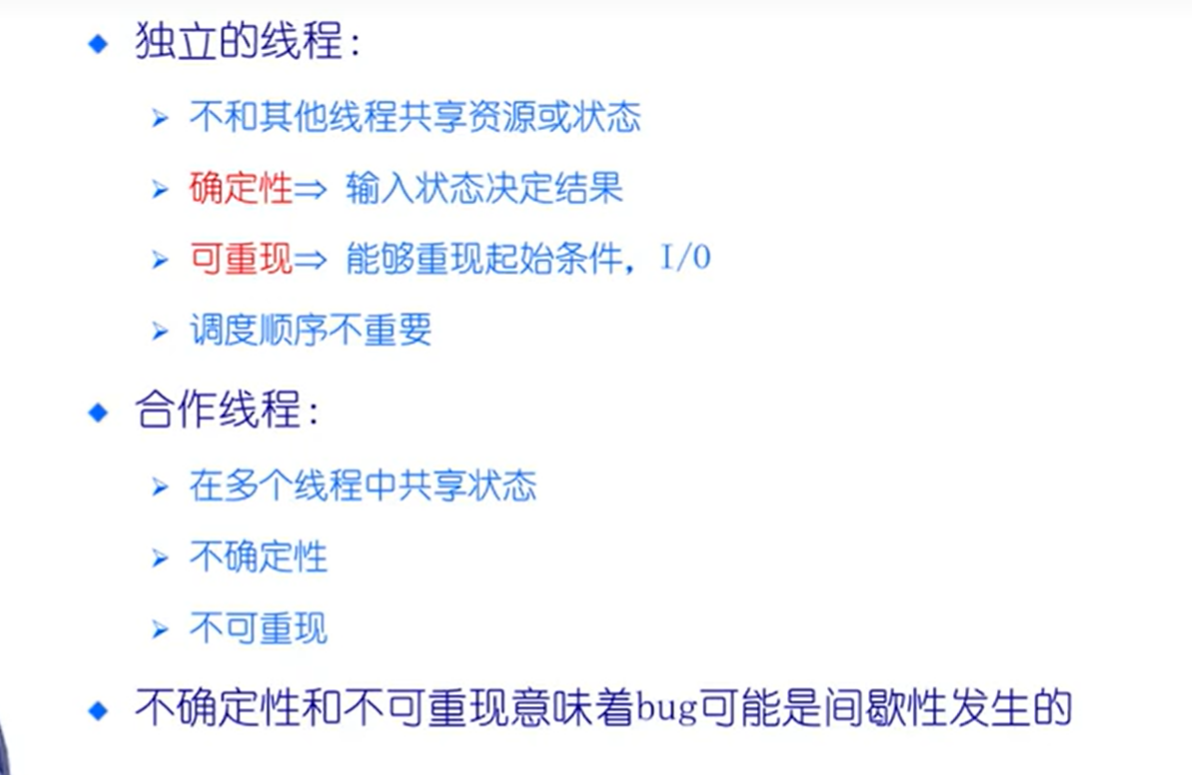 独立的线程：
不和其他线程共享资源或状态
确定性⇒ 输入状态决定结果
可重现⇒ 能够重现起始条件，I/O
调度顺序不重要
合作线程：
在多个线程中共享状态
不确定性
不可重现
不确定性和不可重现意味着bug可能是间歇性发生的